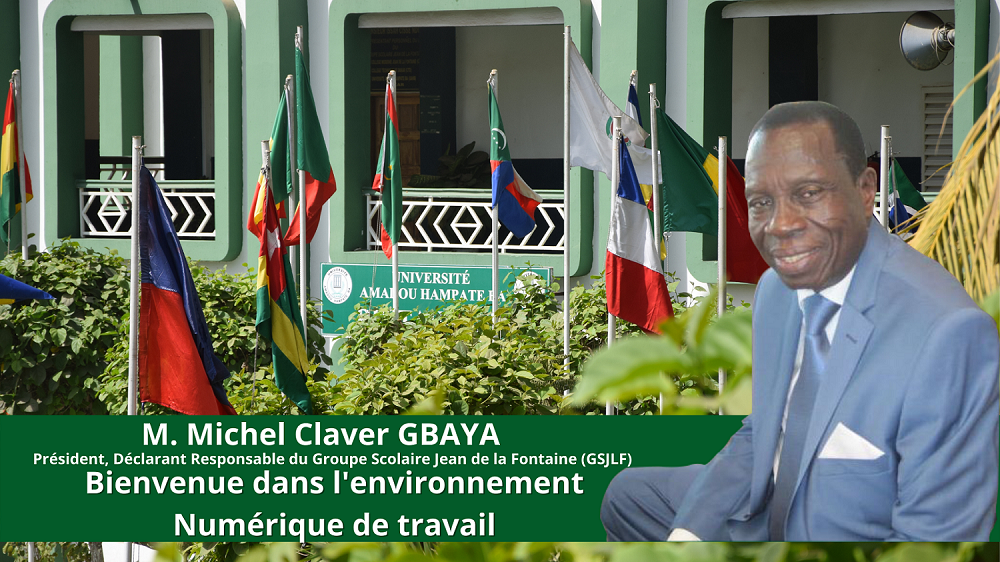 UNIVERSITÉ
AMADOU HAMPATE BA
M. Michel Claver GBAYA
Président, Déclarant Responsable du Groupe Scolaire Jean de la Fontaine (GSJLF)
Bienvenue dans l'environnement
Numérique de travail